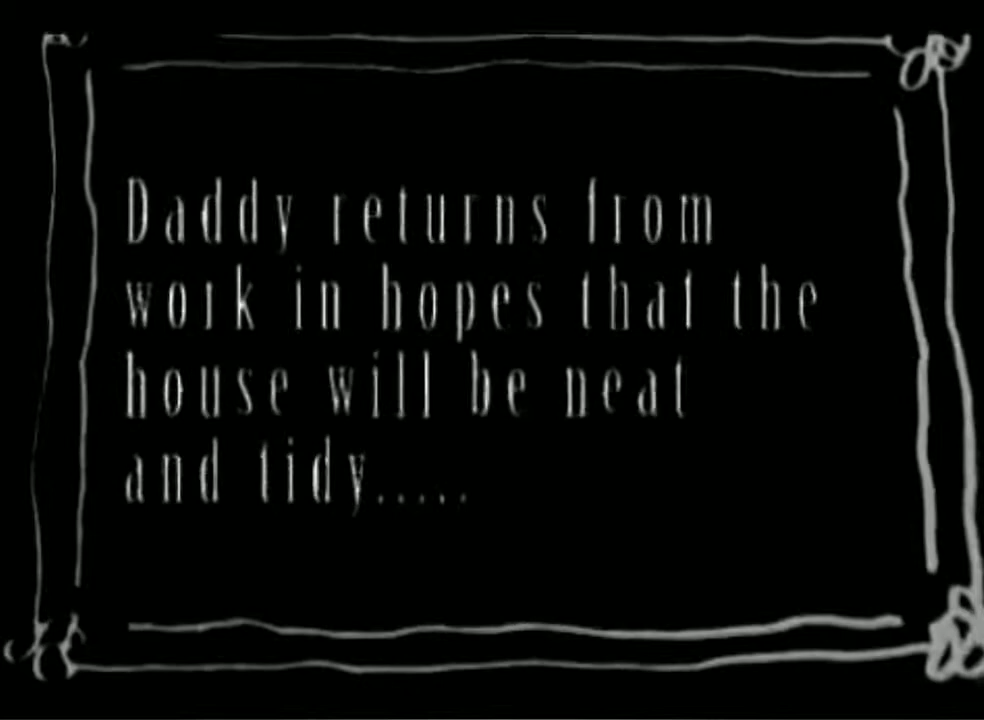 Daddy returns from
work in hopes that the
house will be neat
and tidy.....